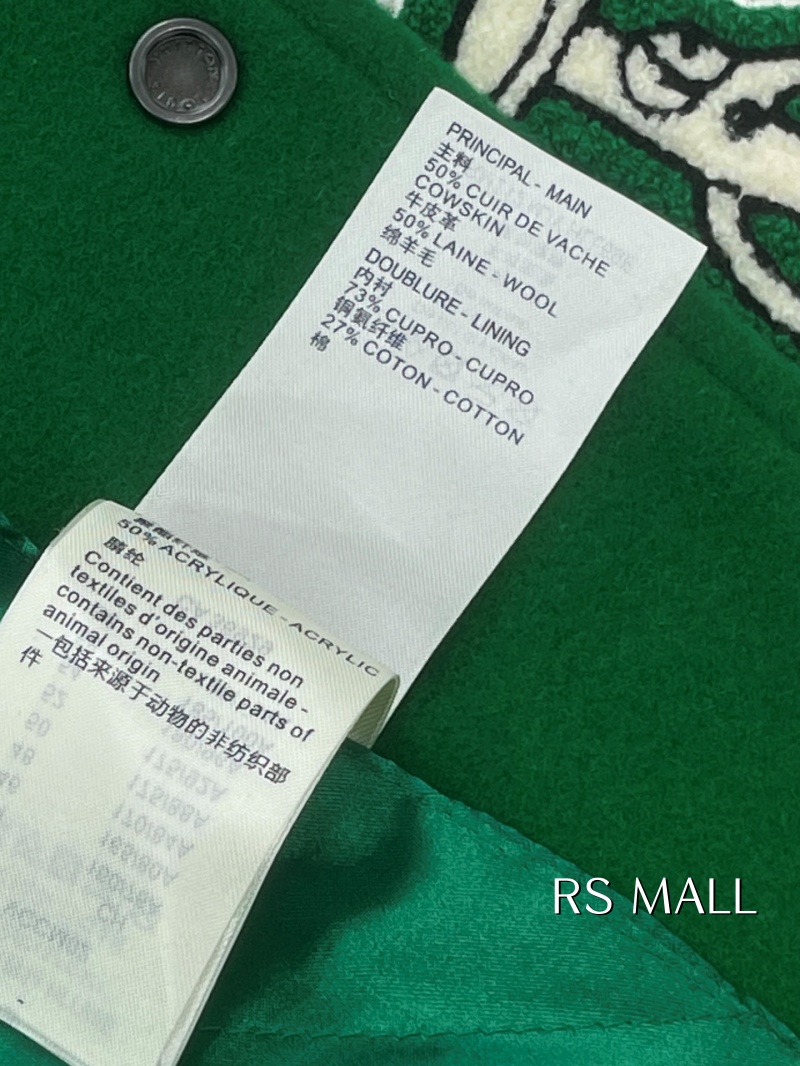 PRINCIPAL - MAIN
主料
50% CUIR DE VACHE
COWSKIN
牛皮革
50% LAINE - WOOL
绵羊毛
DOUBLURE - LINING
内衬
73% CUPRO - CUPRO
铜氨纤维
27% COTON - COTTON
棉
50% ACRYLIQUE - ACRYLIC
腈纶
Contient des parties non
textiles d'origine animale -
contains non-textile parts of
animal origin
一包括来源于动物的非纺织部
件
RS MALL